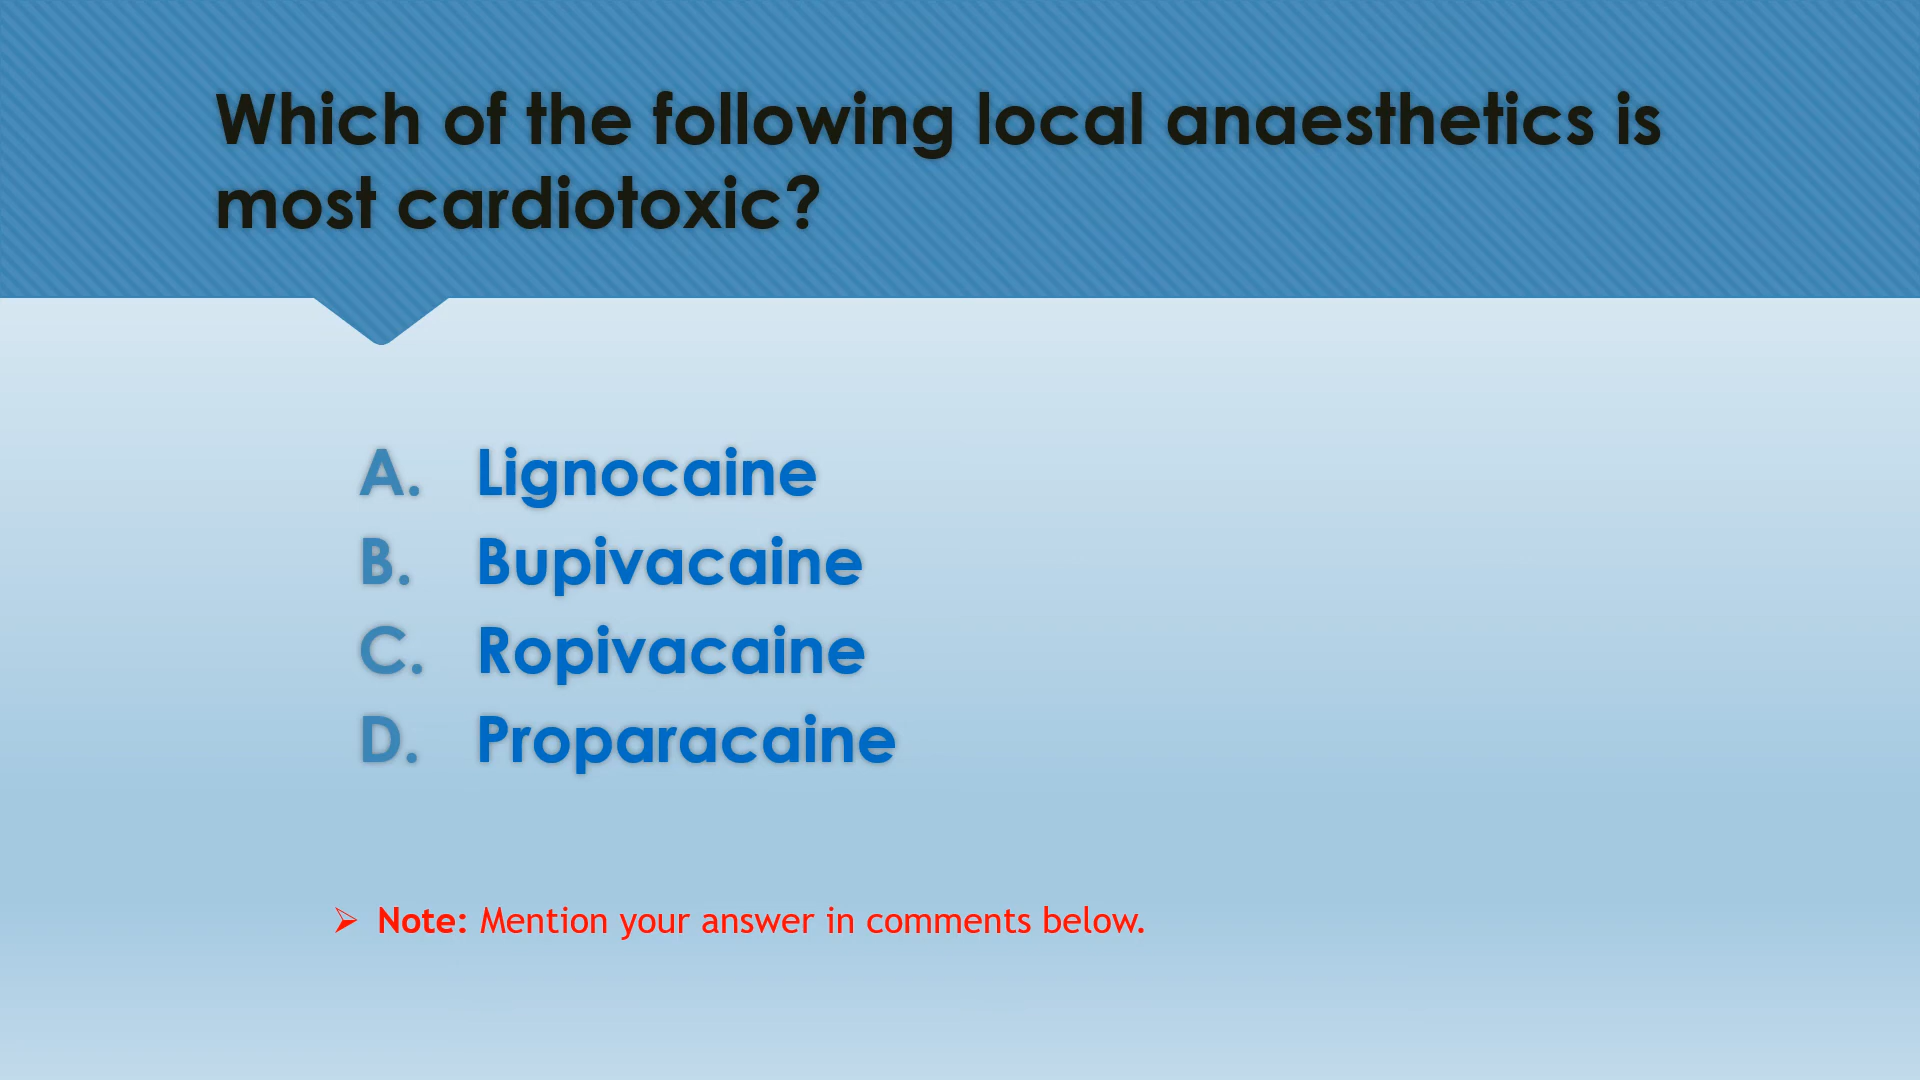 Which of the following local anaesthetics is
most cardiotoxic?
A. Lignocaine
B. Bupivacaine
C. Ropivacaine
D. Proparacaine
➢ Note: Mention your answer in comments below.